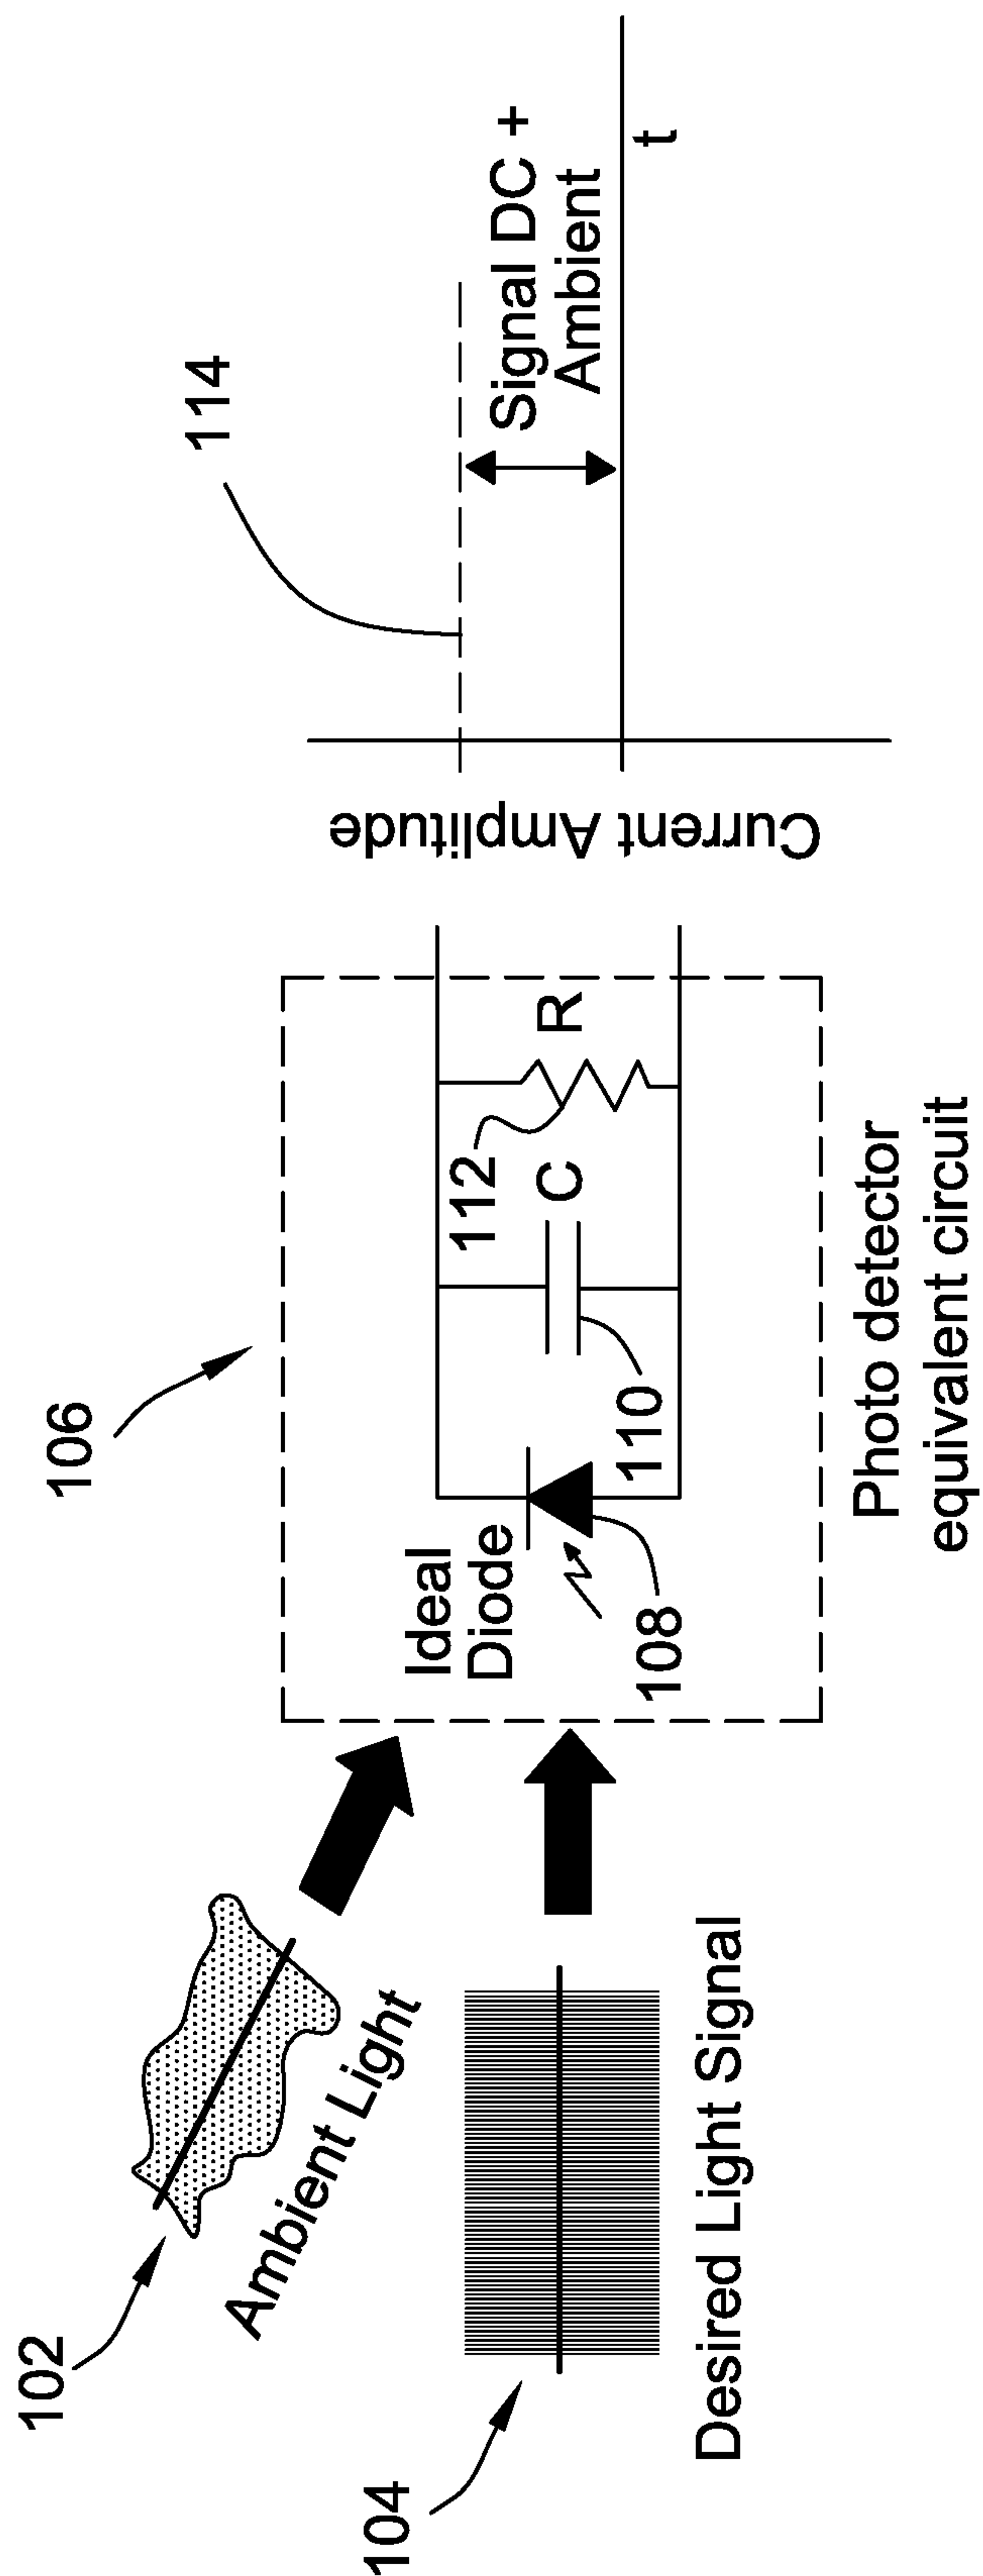 102
Ambient Light
104
Desired Light Signal
106
Ideal
Diode
108
110
C
112
R
Photo detector
equivalent circuit
Current Amplitude
114
Signal DC +
Ambient
t